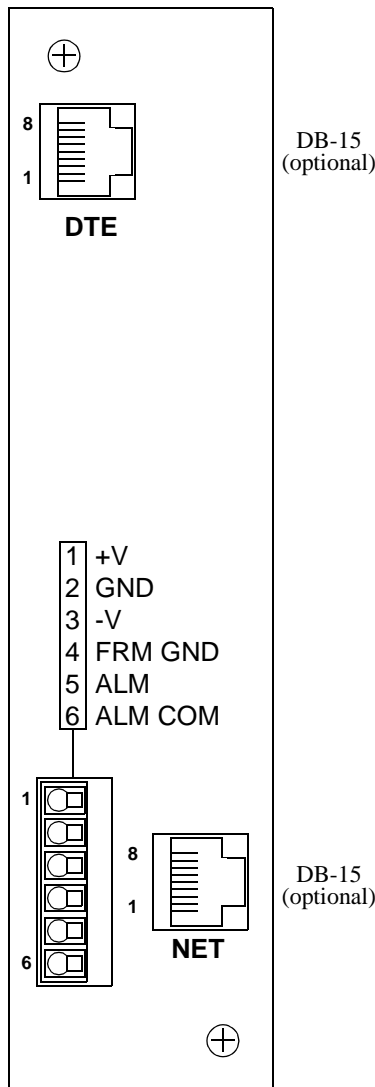 8
1
DTE
DB-15
(optional)
1 +V
2 GND
3 -V
4 FRM GND
5 ALM
6 ALM COM
1
6
8
1
NET
DB-15
(optional)